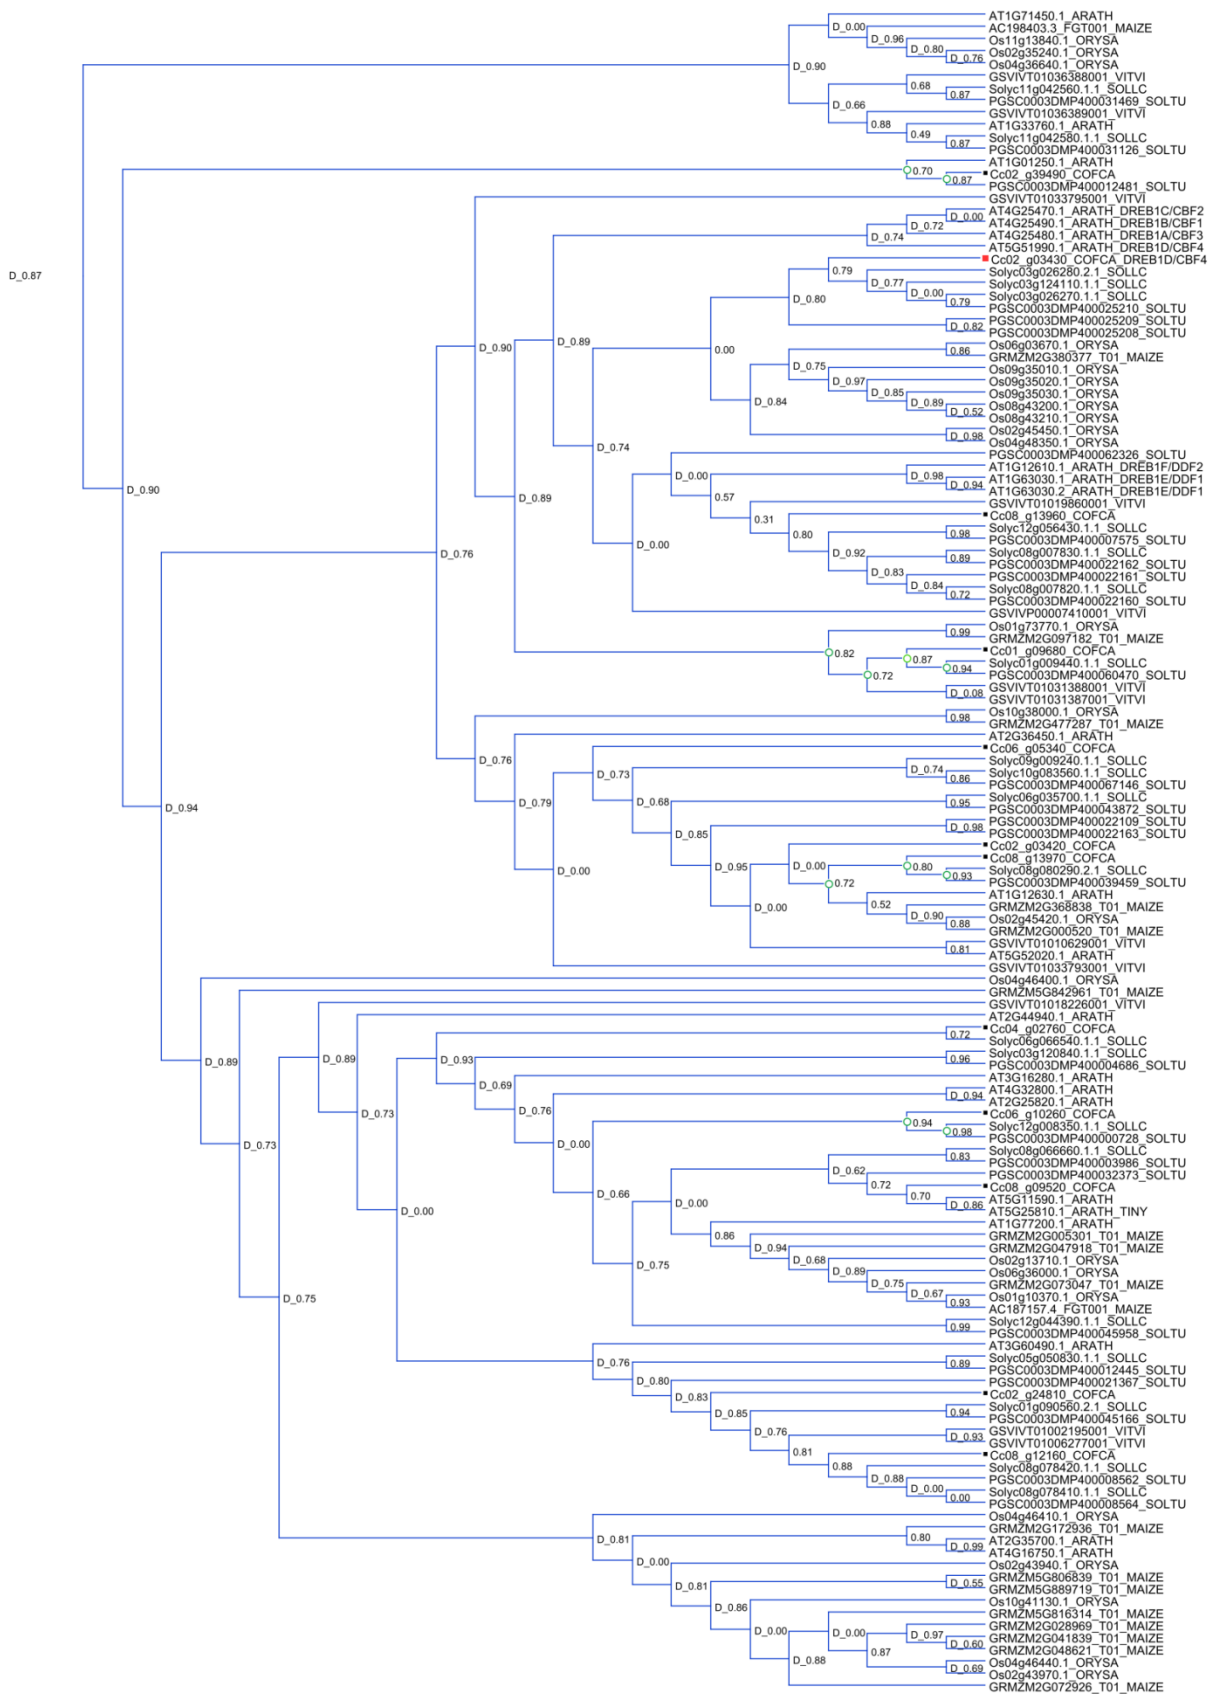 AT1G71450.1_ARATH
D_0.00
AC198403.3_FGT001_MAIZE
D_0.96
Os11g13840.1_ORYSA
D_0.80
Os02g35240.1_ORYSA
D_0.76
Os04g36640.1_ORYSA
D_0.90
GSVIVT01036388001_VITVI
0.68
Solyc11g042560.1.1_SOLLC
0.87
PGSC0003DMP400031469_SOLTU
D_0.66
GSVIVT01036389001_VITVI
0.88
AT1G33760.1_ARATH
0.49
Solyc11g042580.1.1_SOLLC
0.87
PGSC0003DMP400031126_SOLTU
AT1G01250.1_ARATH
0.70
Cc02_g39490_COFCA
0.87
PGSC0003DMP400012481_SOLTU
GSVIVT01033795001_VITVI
AT4G25470.1_ARATH_DREB1C/CBF2
D_0.00
AT4G25490.1_ARATH_DREB1B/CBF1
D_0.72
AT4G25480.1_ARATH_DREB1A/CBF3
D_0.74
AT5G51990.1_ARATH_DREB1D/CBF4
Cc02_g03430_COFCA_DREB1D/CBF4
0.79
D_0.87
Solyc03g026280.2.1_SOLLC
D_0.77
Solyc03g124110.1.1_SOLLC
D_0.00
Solyc03g026270.1.1_SOLLC
D_0.80
0.79
PGSC0003DMP400025210_SOLTU
PGSC0003DMP400025209_SOLTU
D_0.82
PGSC0003DMP400025208_SOLTU
D_0.89
Os06g03670.1_ORYSA
D_0.90
0.00
0.86
GRMZM2G380377_T01_MAIZE
D_0.75
Os09g35010.1_ORYSA
Os09g35020.1_ORYSA
D_0.97
Os09g35030.1_ORYSA
D_0.85
D_0.84
Os08g43200.1_ORYSA
D_0.89
D_0.52
Os08g43210.1_ORYSA
Os02g45450.1_ORYSA
D_0.98
Os04g48350.1_ORYSA
D_0.74
PGSC0003DMP400062326_SOLTU
AT1G12610.1_ARATH_DREB1F/DDF2
D_0.00
D_0.98
AT1G63030.1_ARATH_DREB1E/DDF1
D_0.94
AT1G63030.2_ARATH_DREB1E/DDF1
D_0.90
0.57
D_0.89
GSVIVT01019860001_VITVI
Cc08_g13960_COFCA
0.31
Solyc12g056430.1.1_SOLLC
0.80
0.98
PGSC0003DMP400007575_SOLTU
D_0.00
Solyc08g007830.1.1_SOLLC
D_0.76
D_0.92
0.89
PGSC0003DMP400022162_SOLTU
PGSC0003DMP400022161_SOLTU
D_0.83
Solyc08g007820.1.1_SOLLC
D_0.84
0.72
PGSC0003DMP400022160_SOLTU
GSVIVP00007410001_VITVI
Os01g73770.1_ORYSA
0.99
GRMZM2G097182_T01_MAIZE
0.82
Cc01_g09680_COFCA
0.87
Solyc01g009440.1.1_SOLLC
0.94
PGSC0003DMP400060470_SOLTU
0.72
GSVIVT01031388001_VITVI
D_0.08
GSVIVT01031387001_VITVI
Os10g38000.1_ORYSA
0.98
GRMZM2G477287_T01_MAIZE
AT2G36450.1_ARATH
Cc06_g05340_COFCA
D_0.76
Solyc09g009240.1.1_SOLLC
D_0.73
D_0.74
Solyc10g083560.1.1_SOLLC
0.86
PGSC0003DMP400067146_SOLTU
Solyc06g035700.1.1_SOLLC
D_0.79
D_0.68
0.95
PGSC0003DMP400043872_SOLTU
D_0.94
PGSC0003DMP400022109_SOLTU
D_0.98
PGSC0003DMP400022163_SOLTU
D_0.85
Cc02_g03420_COFCA
Cc08_g13970_COFCA
D_0.95
D_0.00
0.80
Solyc08g080290.2.1_SOLLC
0.93
D_0.00
PGSC0003DMP400039459_SOLTU
0.72
AT1G12630.1_ARATH
0.52
GRMZM2G368838_T01_MAIZE
D_0.00
D_0.90
Os02g45420.1_ORYSA
0.88
GRMZM2G000520_T01_MAIZE
GSVIVT01010629001_VITVI
0.81
AT5G52020.1_ARATH
GSVIVT01033793001_VITVI
Os04g46400.1_ORYSA
GRMZM5G842961_T01_MAIZE
GSVIVT01018226001_VITVI
AT2G44940.1_ARATH
Cc04_g02760_COFCA
0.72
Solyc06g066540.1.1_SOLLC
D_0.89
D_0.89
D_0.93
Solyc03g120840.1.1_SOLLC
0.96
PGSC0003DMP400004686_SOLTU
AT3G16280.1_ARATH
D_0.69
AT4G32800.1_ARATH
D_0.94
AT2G25820.1_ARATH
D_0.73
D_0.76
Cc06_g10260_COFCA
0.94
Solyc12g008350.1.1_SOLLC
0.98
PGSC0003DMP400000728_SOLTU
D_0.73
D_0.00
Solyc08g066660.1.1_SOLLC
0.83
PGSC0003DMP400003986_SOLTU
D_0.62
PGSC0003DMP400032373_SOLTU
0.72
Cc08_g09520_COFCA
D_0.66
0.70
AT5G11590.1_ARATH
D_0.00
D_0.86
AT5G25810.1_ARATH_TINY
D_0.00
AT1G77200.1_ARATH
0.86
GRMZM2G005301_T01_MAIZE
D_0.94
GRMZM2G047918_T01_MAIZE
D_0.75
D_0.68
Os02g13710.1_ORYSA
D_0.89
Os06g36000.1_ORYSA
D_0.75
GRMZM2G073047_T01_MAIZE
D_0.75
D_0.67
Os01g10370.1_ORYSA
0.93
AC187157.4_FGT001_MAIZE
Solyc12g044390.1.1_SOLLC
0.99
PGSC0003DMP400045958_SOLTU
AT3G60490.1_ARATH
D_0.76
Solyc05g050830.1.1_SOLLC
0.89
PGSC0003DMP400012445_SOLTU
D_0.80
PGSC0003DMP400021367_SOLTU
D_0.83
Cc02_g24810_COFCA
D_0.85
Solyc01g090560.2.1_SOLLC
0.94
PGSC0003DMP400045166_SOLTU
D_0.76
GSVIVT01002195001_VITVI
D_0.93
GSVIVT01006277001_VITVI
0.81
Cc08_g12160_COFCA
0.88
Solyc08g078420.1.1_SOLLC
D_0.88
PGSC0003DMP400008562_SOLTU
D_0.00
Solyc08g078410.1.1_SOLLC
0.00
PGSC0003DMP400008564_SOLTU
Os04g46410.1_ORYSA
GRMZM2G172936_T01_MAIZE
D_0.81
0.80
AT2G35700.1_ARATH
D_0.99
AT4G16750.1_ARATH
D_0.00
Os02g43940.1_ORYSA
GRMZM5G806839_T01_MAIZE
D_0.81
D_0.55
GRMZM5G889719_T01_MAIZE
Os10g41130.1_ORYSA
D_0.86
GRMZM5G816314_T01_MAIZE
GRMZM2G028969_T01_MAIZE
D_0.00
D_0.00
D_0.97
GRMZM2G041839_T01_MAIZE
D_0.60
GRMZM2G048621_T01_MAIZE
0.87
D_0.88
Os04g46440.1_ORYSA
D_0.69
Os02g43970.1_ORYSA
GRMZM2G072926_T01_MAIZE